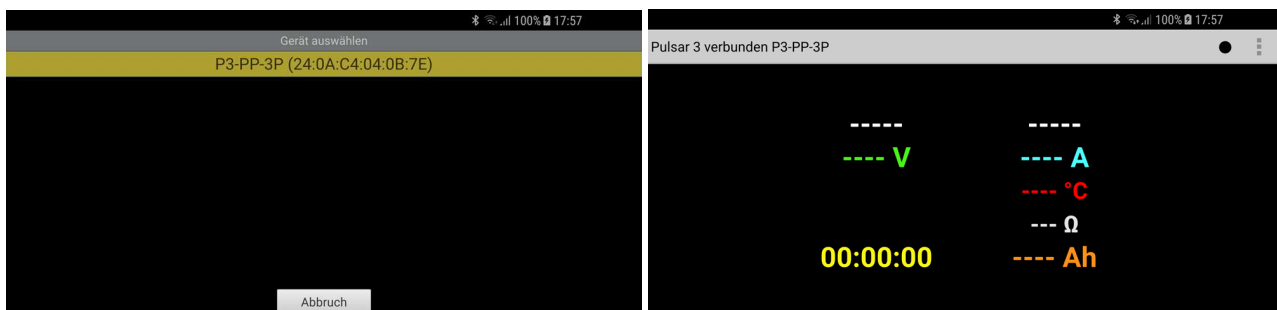 100% 17:57
Gerät auswählen
P3-PP-3P (24:0A:C4:04:0B:7E)
Abbruch
100% 17:57
Pulsar 3 verbunden P3-PP-3P
----- -----
---- V ---- A
---- °C
--- Ω
00:00:00 ---- Ah